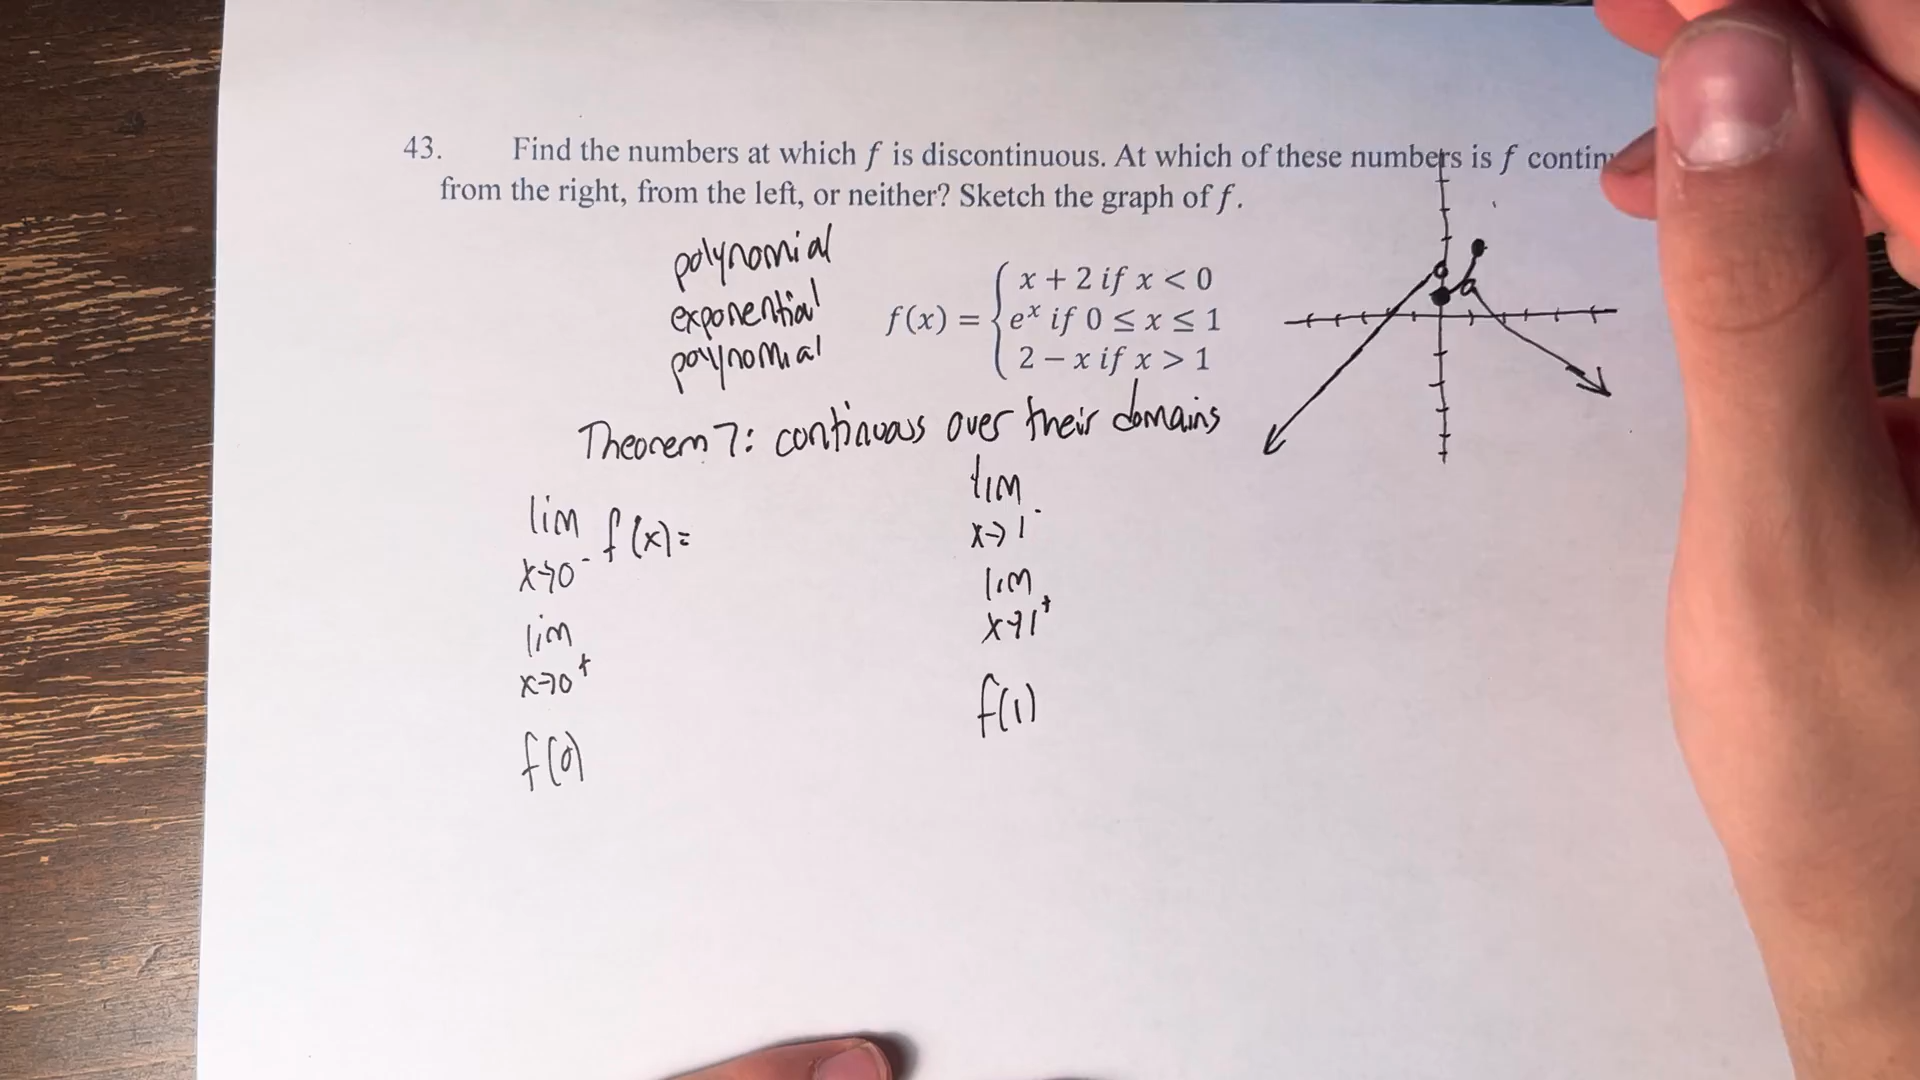 43. Find the numbers at which f is discontinuous. At which of these numbers is f
from the right, from the left, or neither? Sketch the graph of f.
polynomial
exponential
polynomial
f(x) = { x + 2 if x < 0
e^x if 0 ≤ x ≤ 1
2 − x if x > 1
Theorem 7: continuous over their domains
lim f(x) =
x→0⁻
lim
x→0⁺
f(0)
lim
x→1⁻
lim
x→1⁺
f(1)